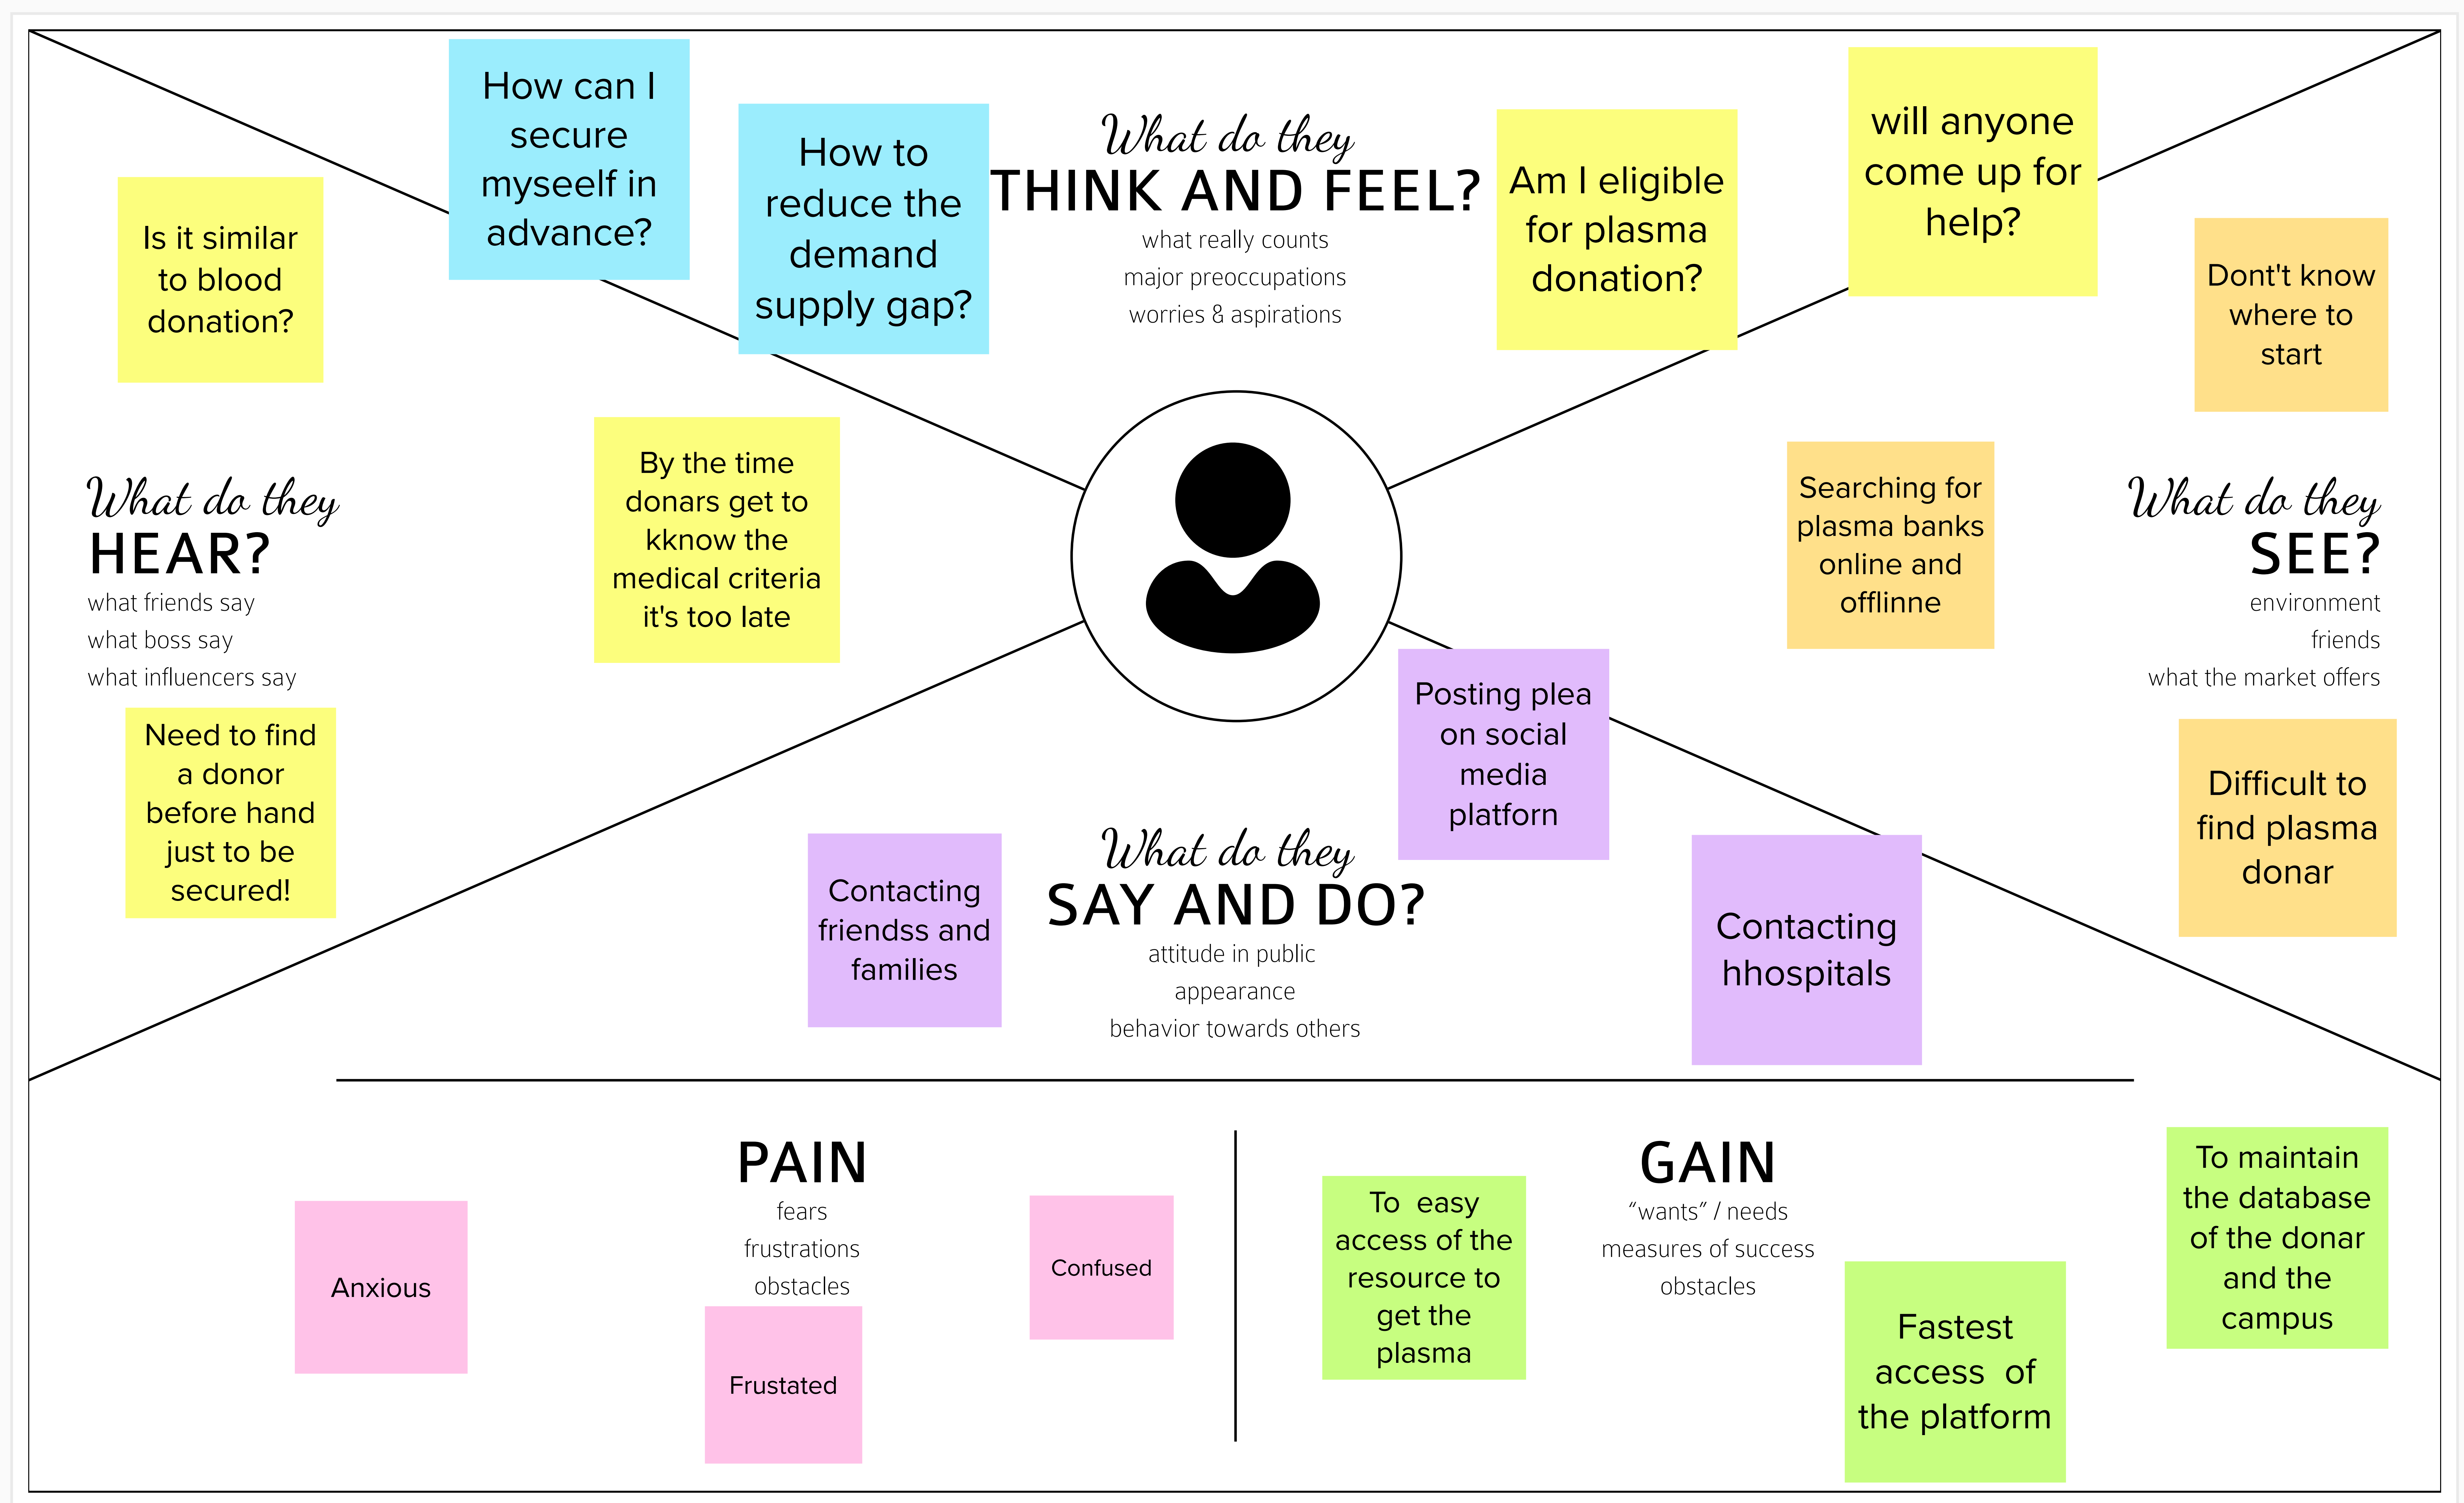 How can I
secure
myseelf in
advance?
How to
reduce the
demand
supply gap?
What do they
THINK AND FEEL?
what really counts
major preoccupations
worries & aspirations
Am I eligible
for plasma
donation?
will anyone
come up for
help?
Is it similar
to blood
donation?
By the time
donars get to
kknow the
medical criteria
it's too late
What do they
HEAR?
what friends say
what boss say
what influencers say
Need to find
a donor
before hand
just to be
secured!
Dont't know
where to
start
Searching for
plasma banks
online and
offlinne
What do they
SEE?
environment
friends
what the market offers
Difficult to
find plasma
donar
Posting plea
on social
media
platforn
Contacting
friendss and
families
What do they
SAY AND DO?
attitude in public
appearance
behavior towards others
Contacting
hhospitals
PAIN
fears
frustrations
obstacles
Anxious
Frustated
Confused
GAIN
“wants” / needs
measures of success
obstacles
To  easy
access of the
resource to
get the
plasma
Fastest
access  of
the platform
To maintain
the database
of the donar
and the
campus